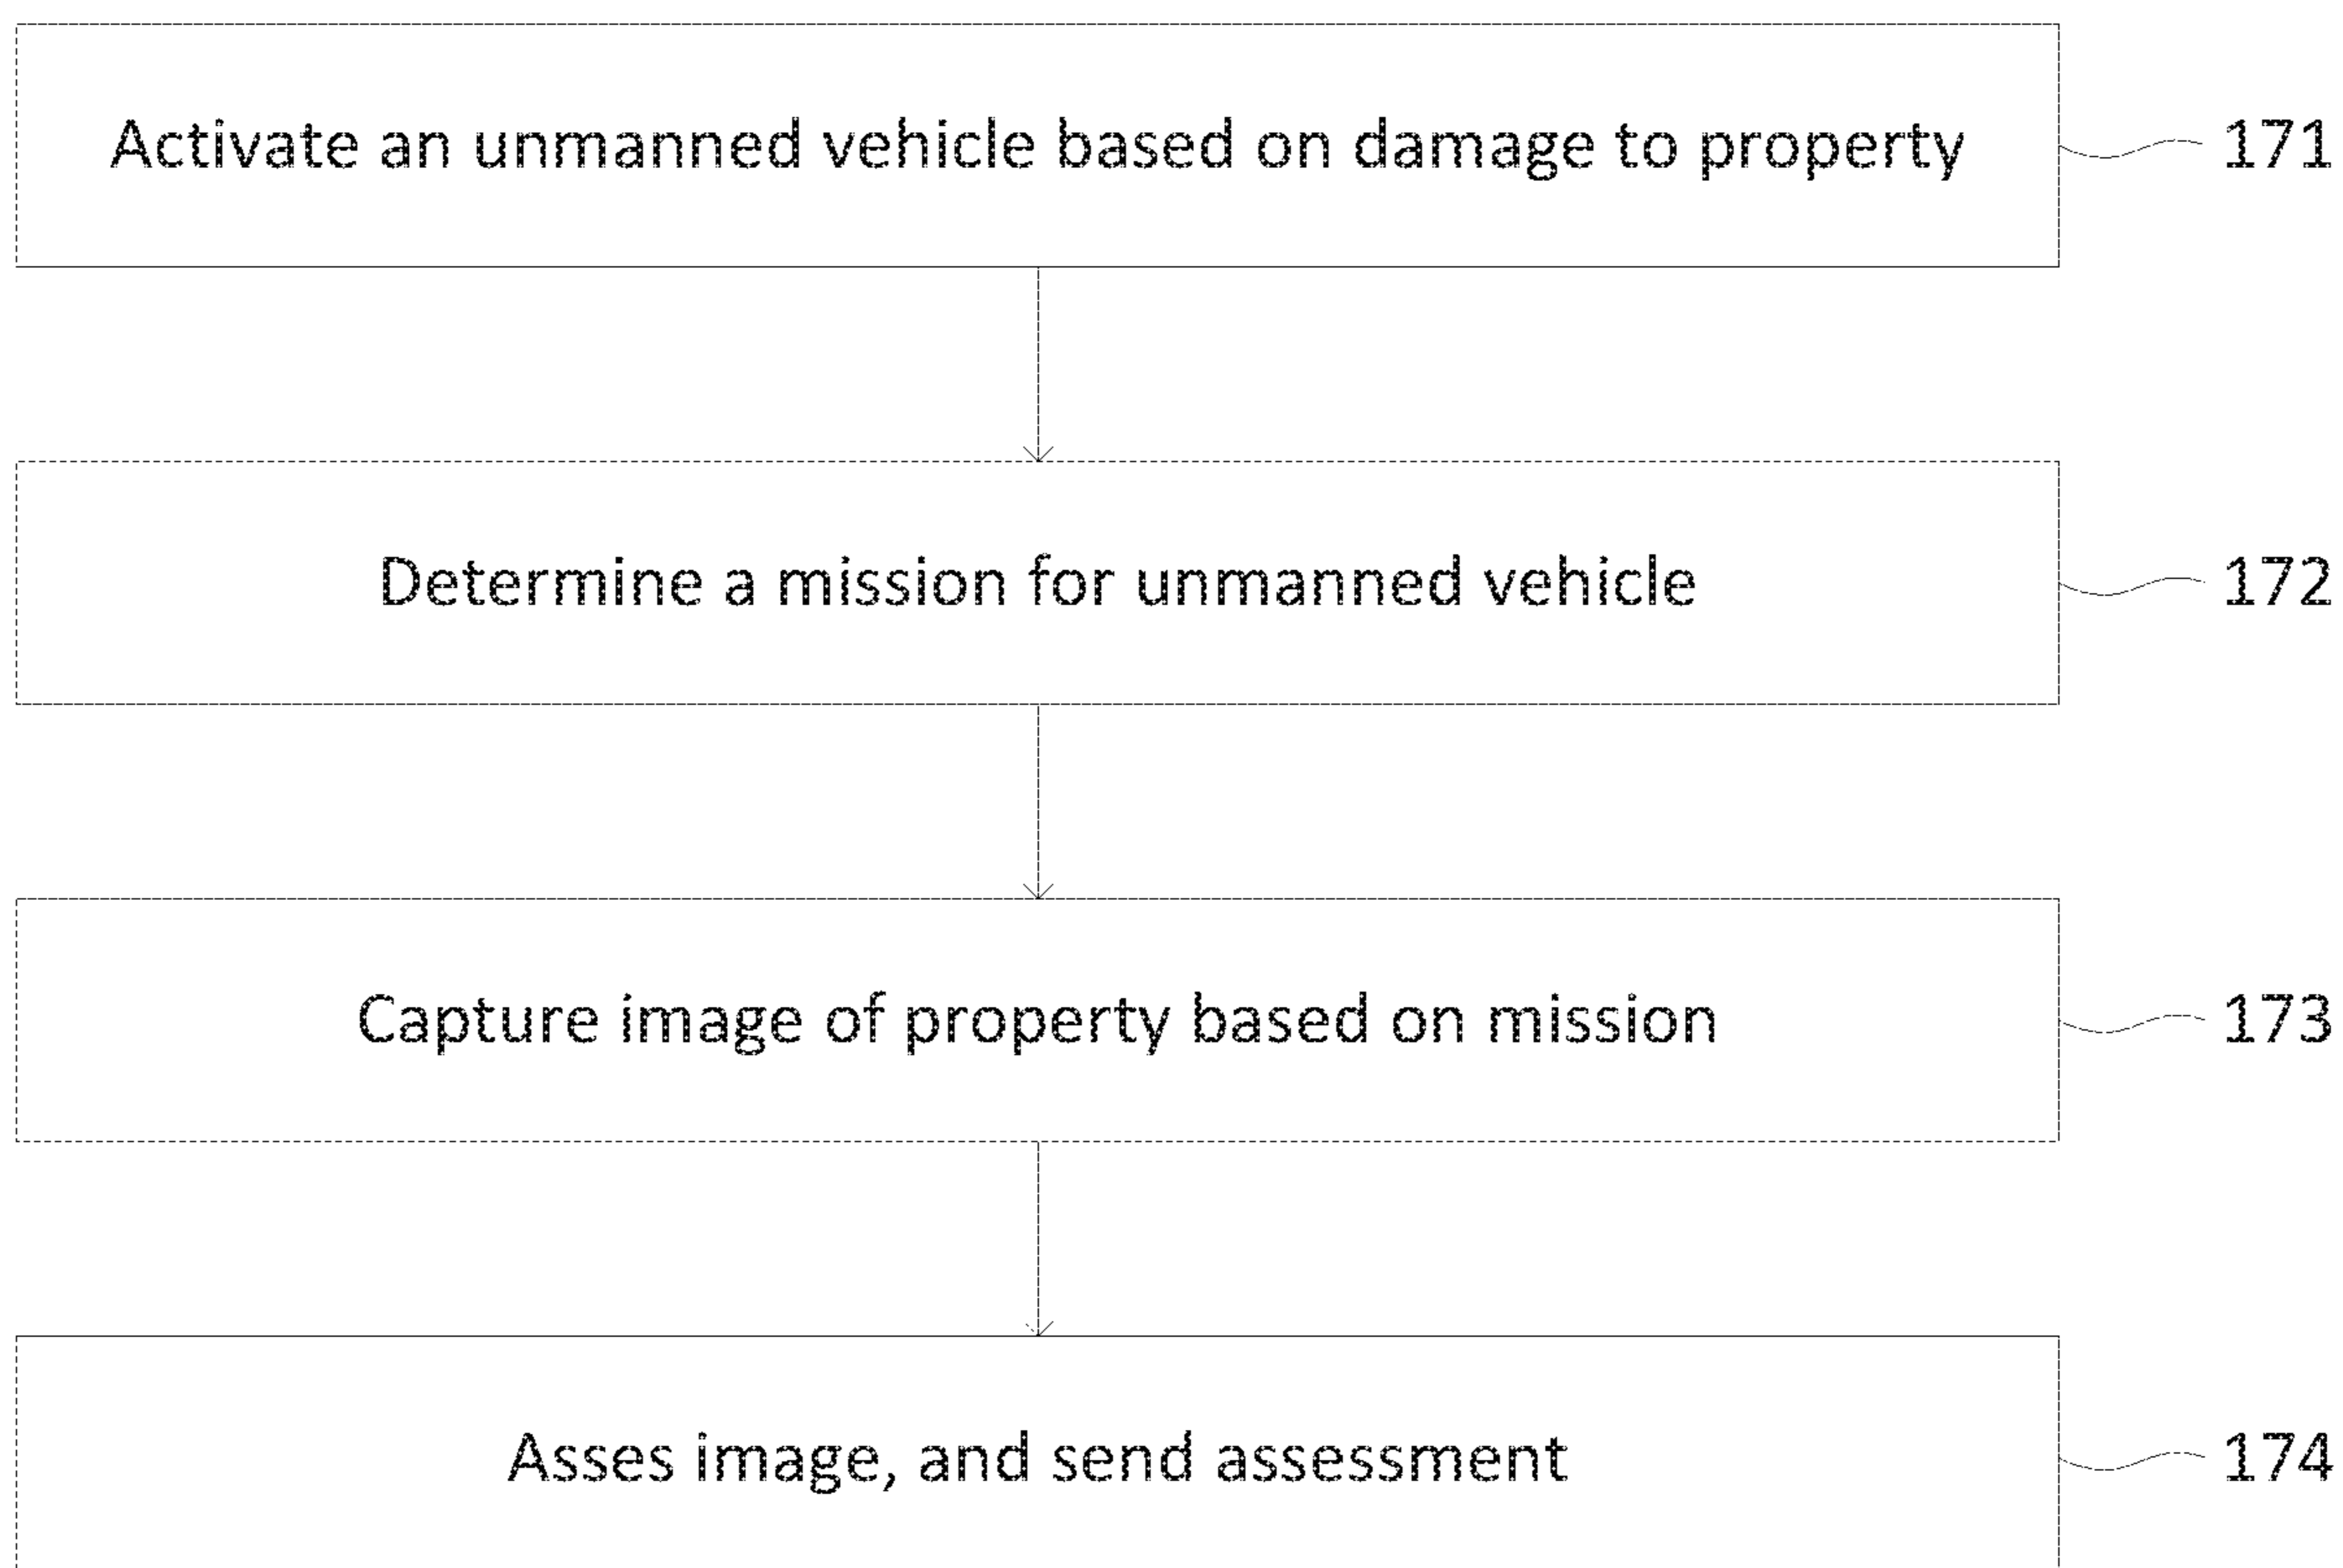 Activate an unmanned vehicle based on damage to property
171
Determine a mission for unmanned vehicle
172
Capture image of property based on mission
173
Asses image, and send assessment
174